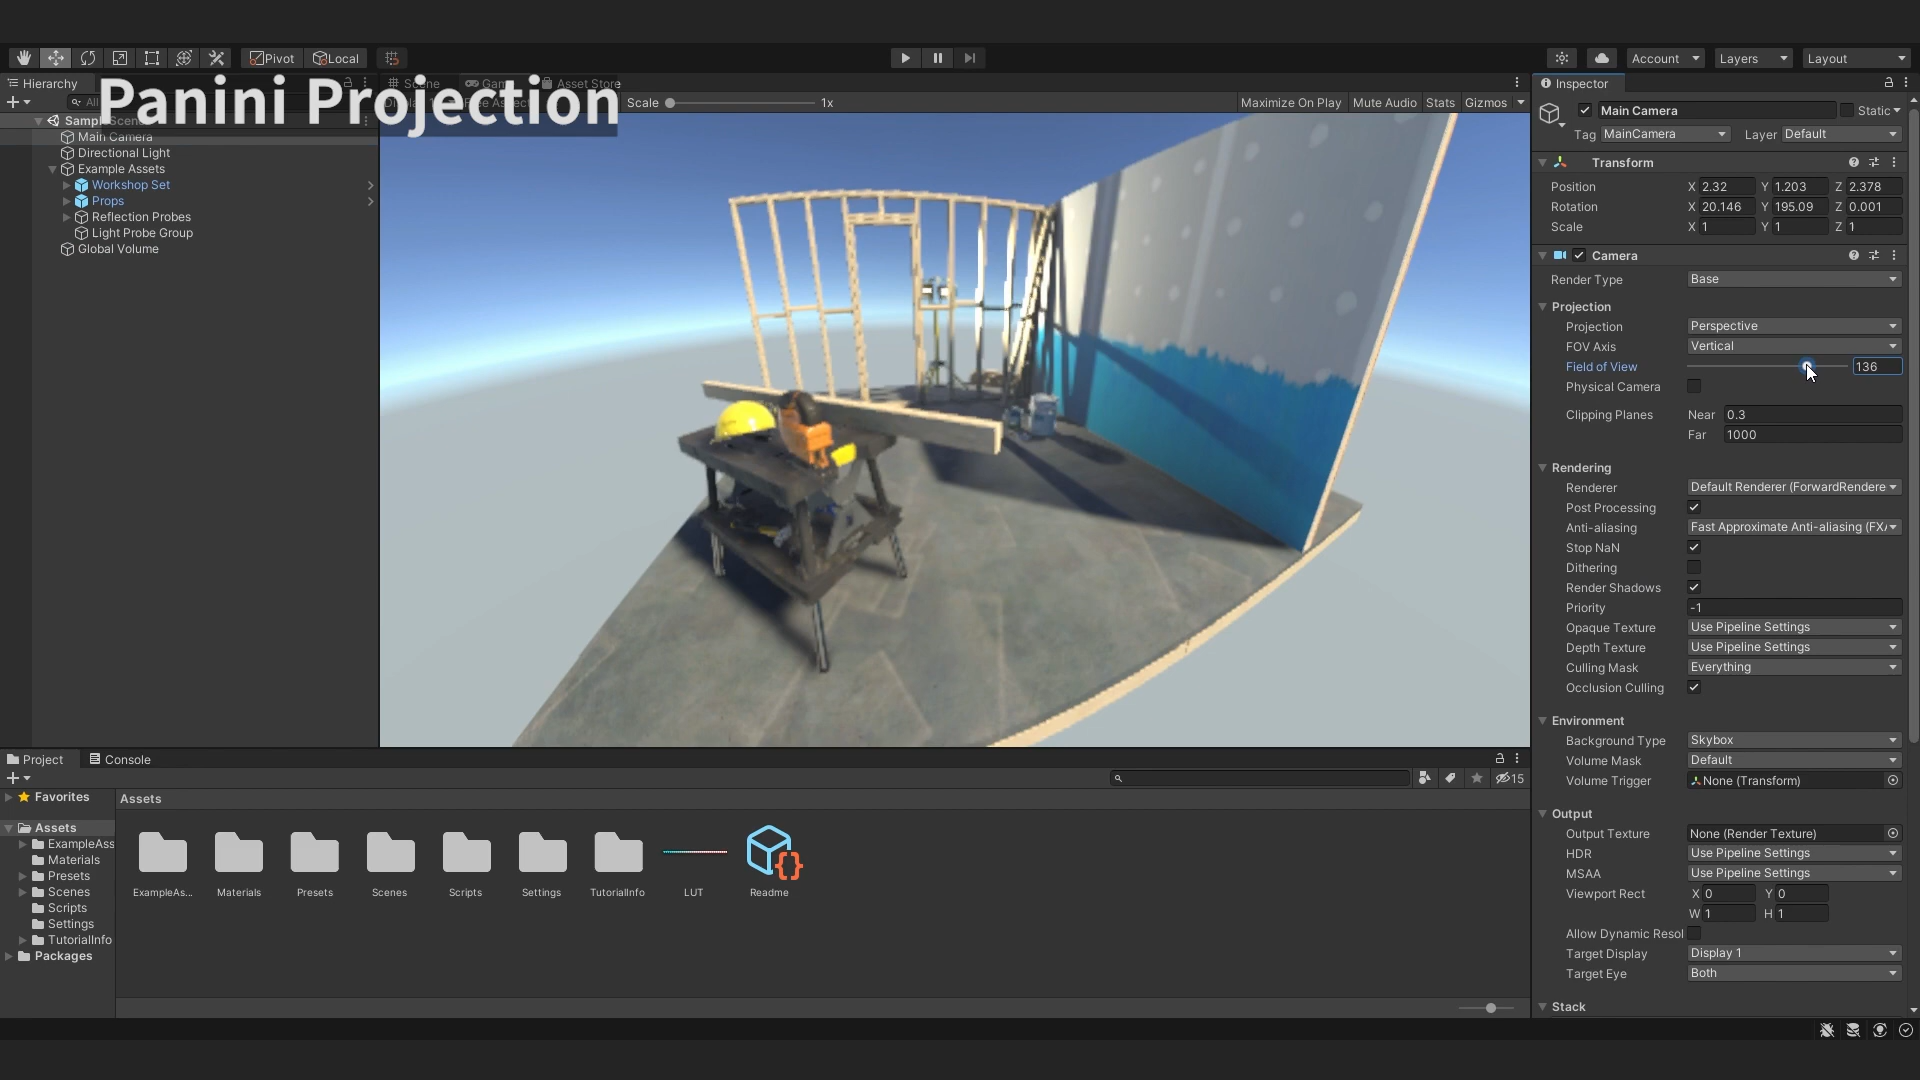 Pivot
Local
Account
Layers
Layout
Hierarchy
Scene
Game
Asset Store
Inspector
All
Panini Projection
Scale
1x
Maximize On Play
Mute Audio
Stats
Gizmos
Main Camera
Static
Tag
MainCamera
Layer
Default
Main Camera
Directional Light
Example Assets
Workshop Set
Props
Reflection Probes
Light Probe Group
Global Volume
Transform
Position X 2.32 Y 1.203 Z 2.378
Rotation X 20.146 Y 195.09 Z 0.001
Scale X 1 Y 1 Z 1
Camera
Render Type Base
Projection
Projection Perspective
FOV Axis Vertical
Field of View 136
Physical Camera
Clipping Planes Near 0.3
Far 1000
Rendering
Renderer Default Renderer (ForwardRendere
Post Processing
Anti-aliasing Fast Approximate Anti-aliasing (FXA
Stop NaN
Dithering
Render Shadows
Priority -1
Opaque Texture Use Pipeline Settings
Depth Texture Use Pipeline Settings
Culling Mask Everything
Occlusion Culling
Environment
Background Type Skybox
Volume Mask Default
Volume Trigger None (Transform)
Output
Output Texture None (Render Texture)
HDR Use Pipeline Settings
MSAA Use Pipeline Settings
Viewport Rect X 0 Y 0
W 1 H 1
Allow Dynamic Resol
Target Display Display 1
Target Eye Both
Stack
Project
Console
15
Favorites
Assets
ExampleAss
Materials
Presets
Scenes
Scripts
Settings
TutorialInfo
Packages
Assets
ExampleAs...
Materials
Presets
Scenes
Scripts
Settings
TutorialInfo
LUT
Readme